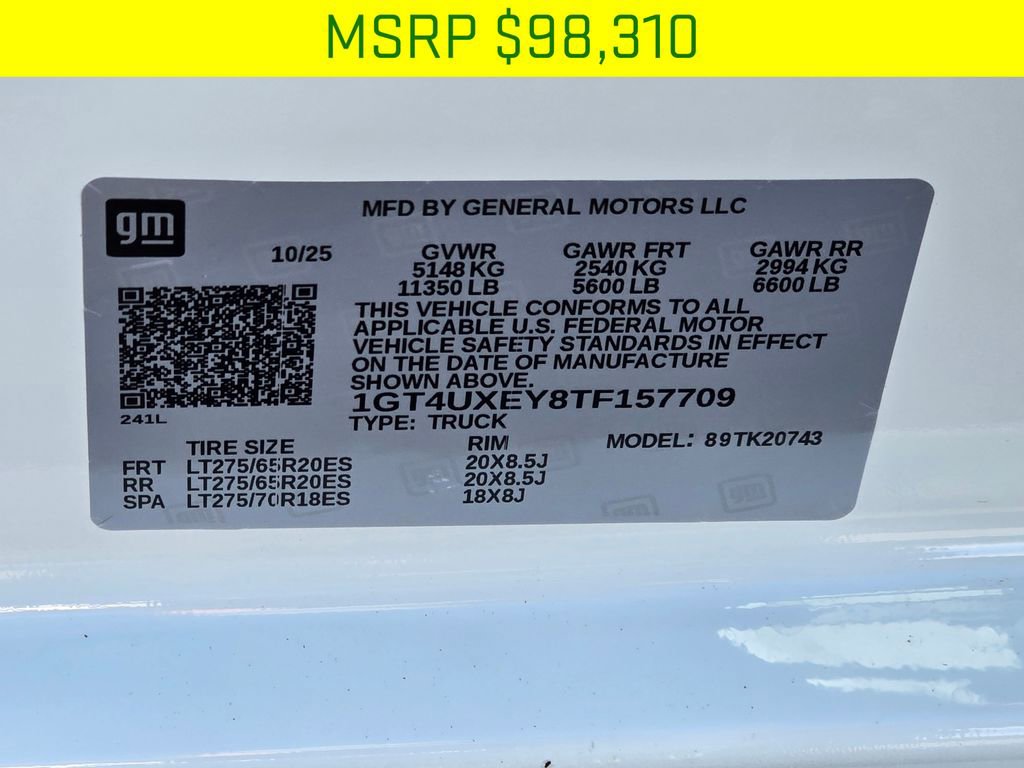 MSRP $98,310
gm
MFD BY GENERAL MOTORS LLC
10/25 GVWR GAWR FRT GAWR RR
5148 KG 2540 KG 2994 KG
11350 LB 5600 LB 6600 LB
THIS VEHICLE CONFORMS TO ALL
APPLICABLE U.S. FEDERAL MOTOR
VEHICLE SAFETY STANDARDS IN EFFECT
ON THE DATE OF MANUFACTURE
SHOWN ABOVE.
1GT4UXEY8TF157709
241L
TYPE: TRUCK
TIRE SIZE RIM MODEL: 89TK20743
FRT LT275/65R20ES 20X8.5J
RR LT275/65R20ES 20X8.5J
SPA LT275/70R18ES 18X8J
gm